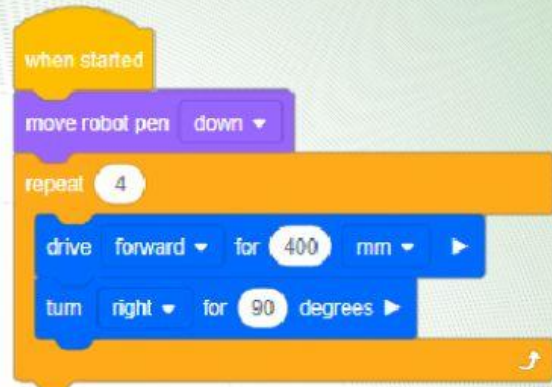 when started
move robot pen down
repeat 4
drive forward for 400 mm
turn right for 90 degrees